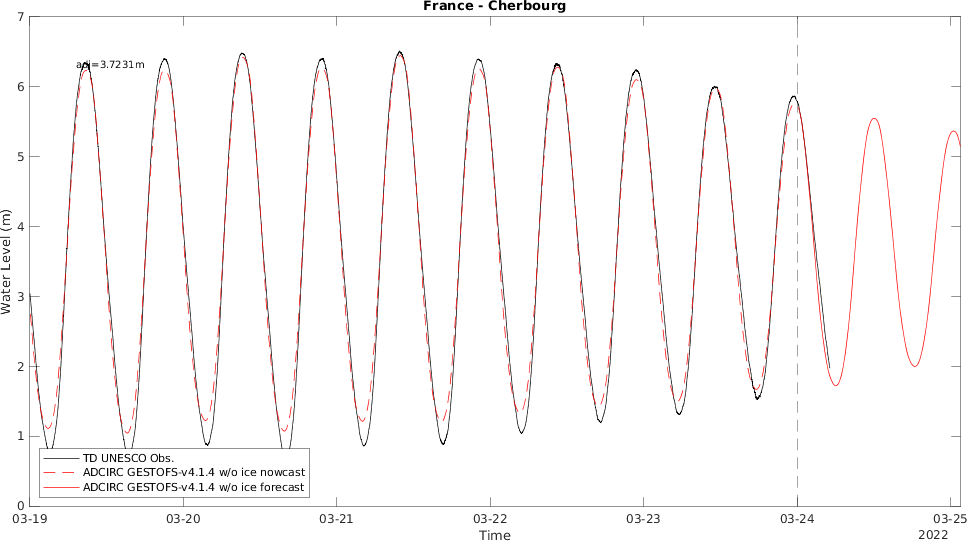 France - Cherbourg
7
6
5
4
3
2
1
0
Water Level (m)
=3.7231m
TD UNESCO Obs.
ADCIRC GESTOFS-v4.1.4 w/o ice nowcast
ADCIRC GESTOFS-v4.1.4 w/o ice forecast
03-19
03-20
03-21
03-22
03-23
03-24
03-25
Time
2022